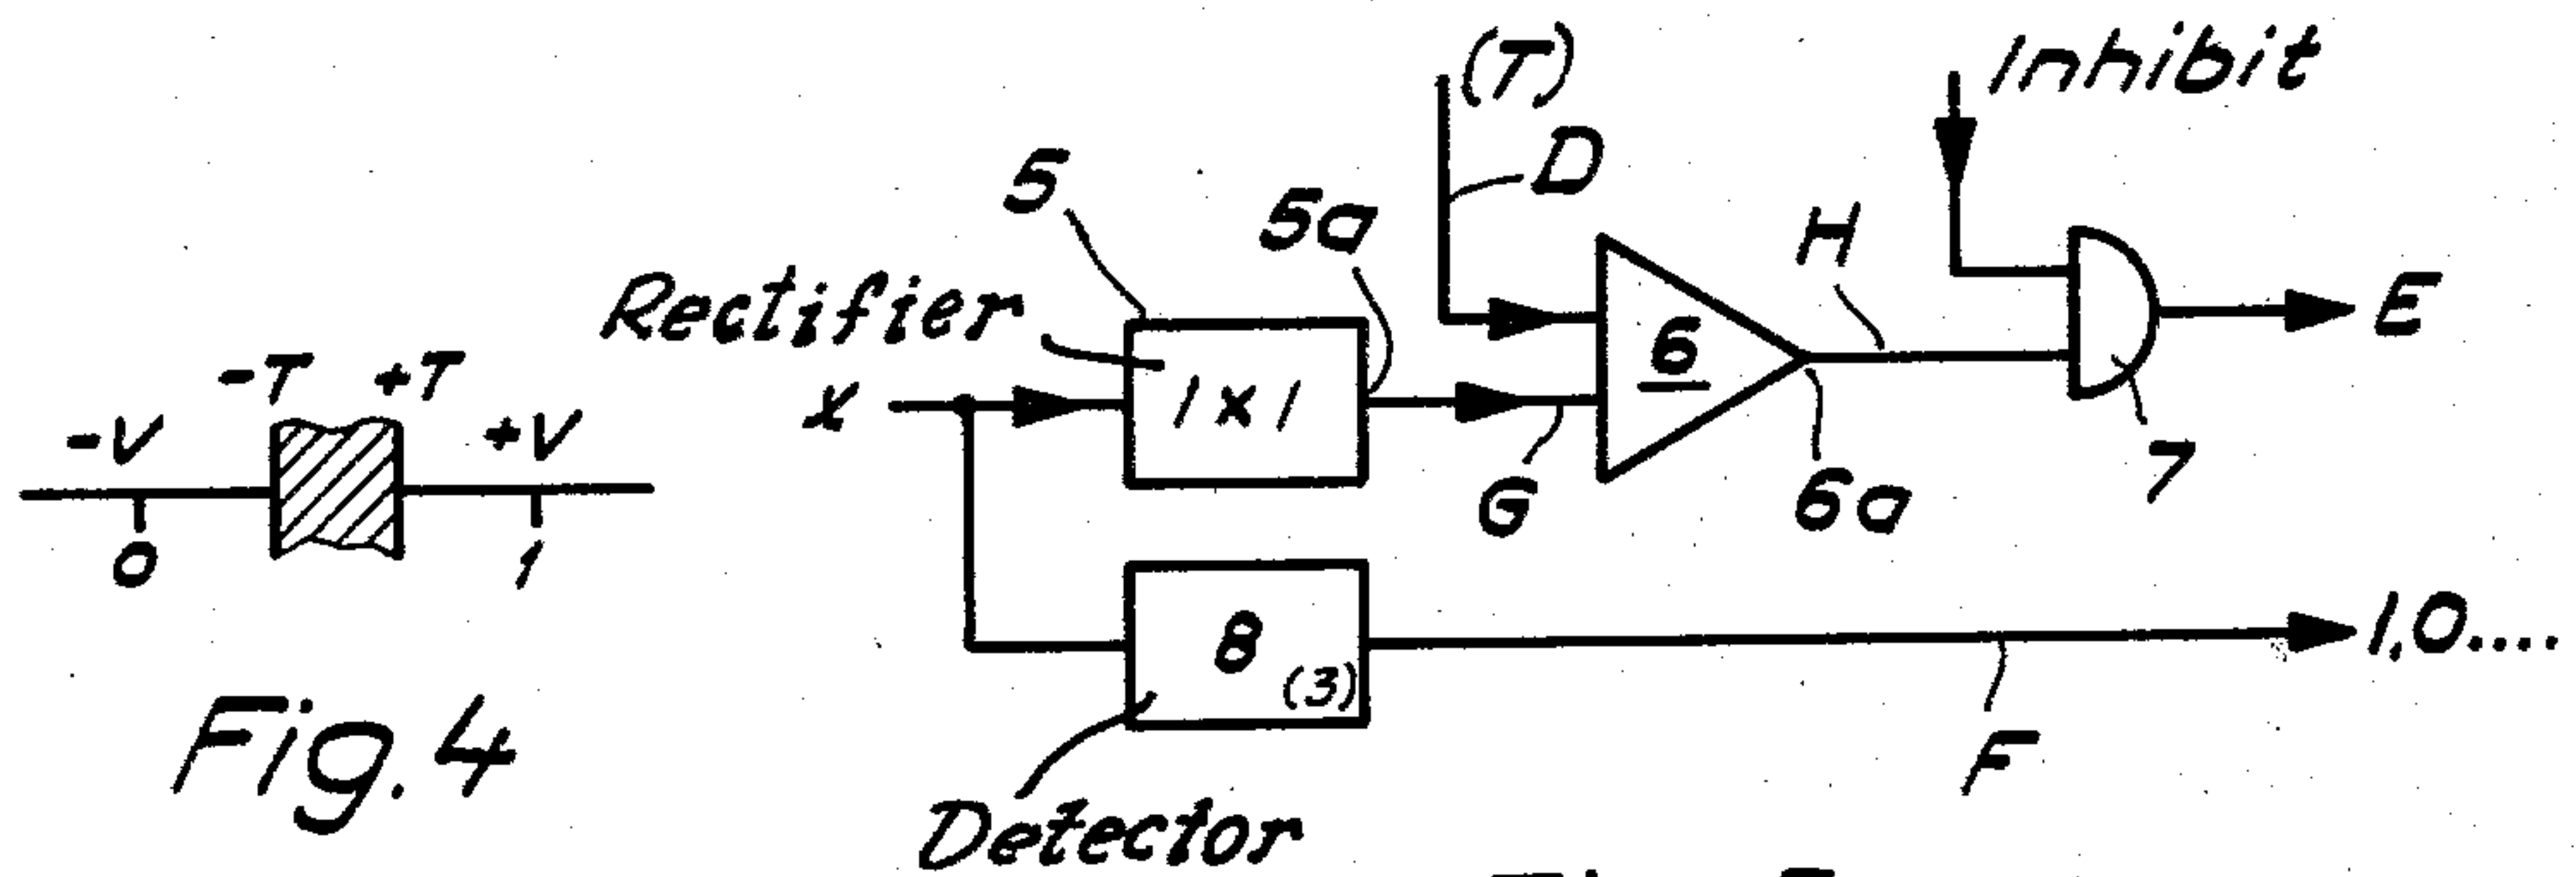 -V
-T
+T
+V
0
1
Fig. 4
(T)
D
Inhibit
5
5a
Rectifier
H
x
|x|
6
E
G
6a
7
8
(3)
1,0....
F
Detector